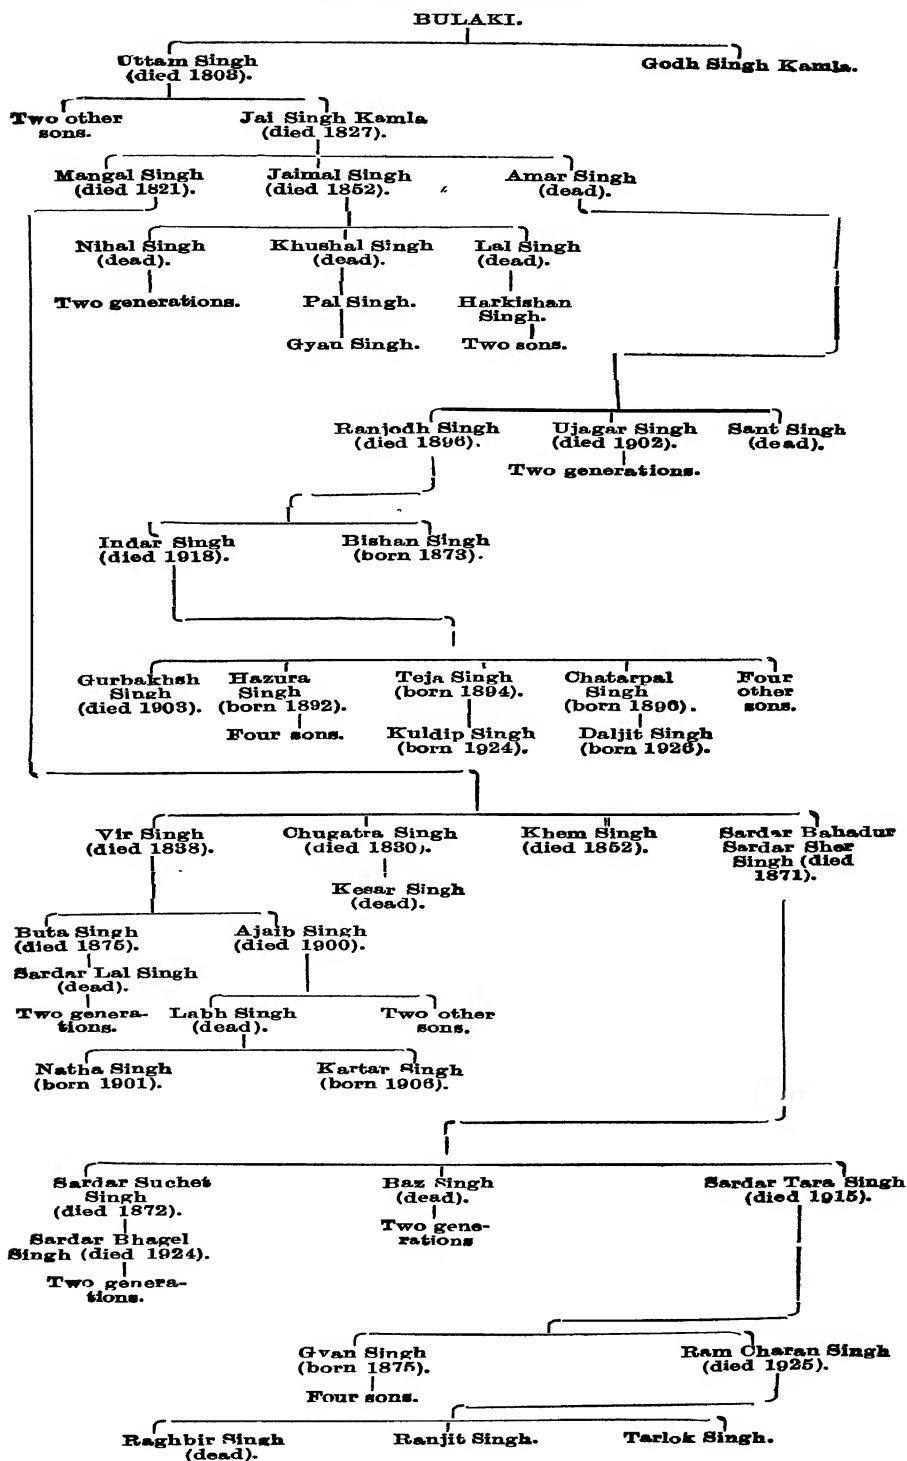 BULAKI.
Uttam Singh
(died 1808).
Godh Singh Kamla.
Two other
sons.
Jai Singh Kamla
(died 1827).
Mangal Singh
(died 1821).
Jaimal Singh
(died 1852).
Amar Singh
(dead).
Nihal Singh
(dead).
Khushal Singh
(dead).
Lal Singh
(dead).
Two generations.
Pal Singh.
Harkishan
Singh.
Gyan Singh.
Two sons.
Ranjodh Singh
(died 1896).
Ujagar Singh
(died 1902).
Sant Singh
(dead).
Two generations.
Indar Singh
(died 1918).
Bishan Singh
(born 1873).
Gurbakhsh
Singh
(died 1903).
Hazura
Singh
(born 1892).
Teja Singh
(born 1894).
Chatarpal
Singh
(born 1896).
Four
other
sons.
Four sons.
Kuldip Singh
(born 1924).
Daljit Singh
(born 1926).
Vir Singh
(died 1838).
Chugatra Singh
(died 1830).
Khem Singh
(died 1852).
Sardar Bahadur
Sardar Sher
Singh (died
1871).
Kesar Singh
(dead).
Buta Singh
(died 1875).
Ajaib Singh
(died 1900).
Sardar Lal Singh
(dead).
Two genera-
tions.
Labh Singh
(dead).
Two other
sons.
Natha Singh
(born 1901).
Kartar Singh
(born 1906).
Sardar Suchet
Singh
(died 1872).
Baz Singh
(dead).
Sardar Tara Singh
(died 1915).
Sardar Bhagel
Singh (died 1924).
Two gene-
rations
Two genera-
tions.
Gvan Singh
(born 1875).
Ram Charan Singh
(died 1925).
Four sons.
Raghbir Singh
(dead).
Ranjit Singh.
Tarlok Singh.